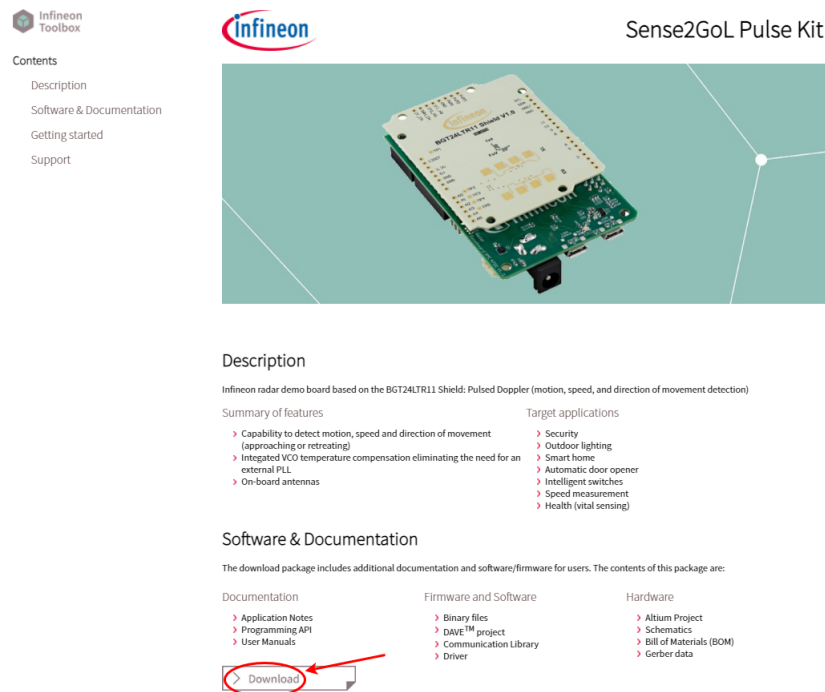 Infineon
Toolbox
Contents
Description
Software & Documentation
Getting started
Support
infineon
Sense2GoL Pulse Kit
infineon
BGT24LTR11 Shield V1.0
Description
Infineon radar demo board based on the BGT24LTR11 Shield: Pulsed Doppler (motion, speed, and direction of movement detection)
Summary of features
Capability to detect motion, speed and direction of movement
(approaching or retreating)
Integated VCO temperature compensation eliminating the need for an
external PLL
On-board antennas
Target applications
Security
Outdoor lighting
Smart home
Automatic door opener
Intelligent switches
Speed measurement
Health (vital sensing)
Software & Documentation
The download package includes additional documentation and software/firmware for users. The contents of this package are:
Documentation
Application Notes
Programming API
User Manuals
Firmware and Software
Binary files
DAVE™ project
Communication Library
Driver
Hardware
Altium Project
Schematics
Bill of Materials (BOM)
Gerber data
Download